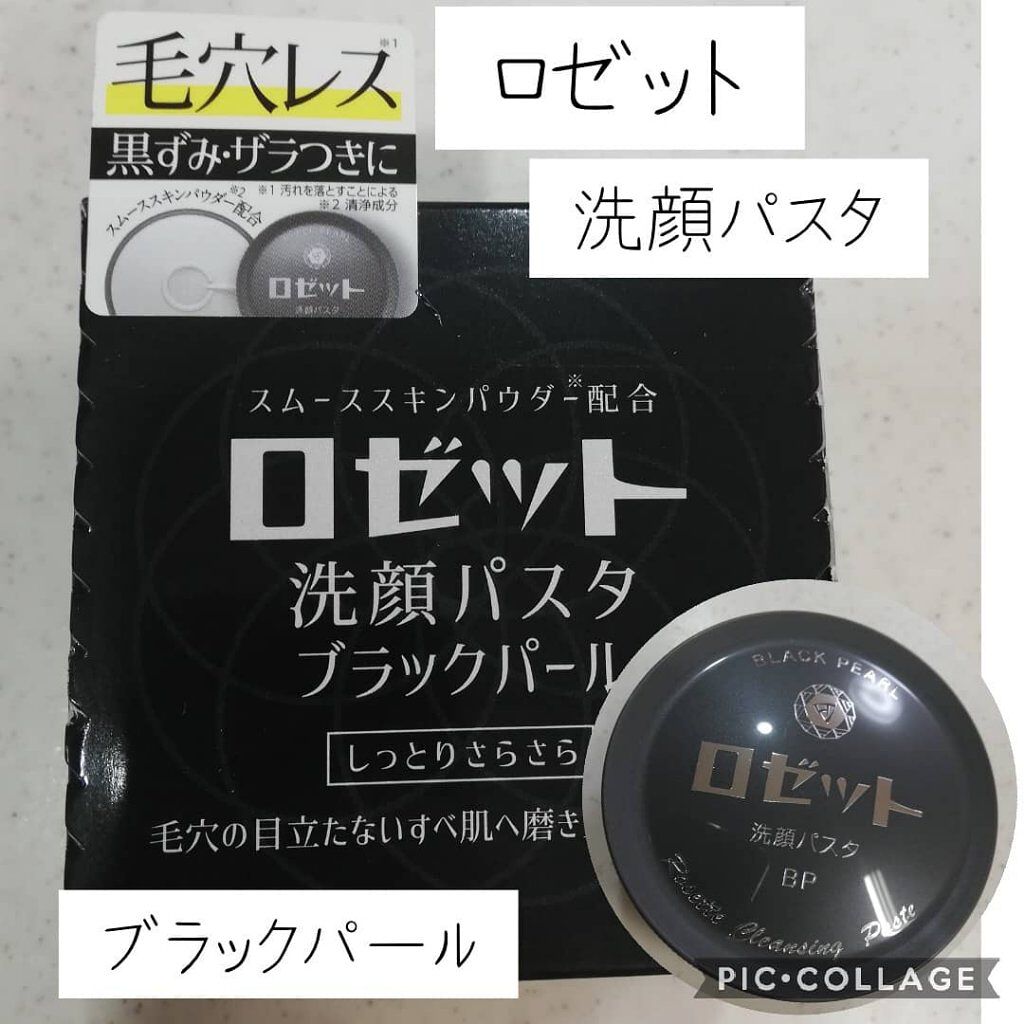 毛穴レス※1
黒ずみ・ザラつきに
スムーススキンパウダー※2配合
※1 汚れを落とすことによる
※2 清浄成分
ロゼット
洗顔パスタ
ロゼット
洗顔パスタ
スムーススキンパウダー※配合
ロゼット
洗顔パスタ
ブラックパール
しっとりさらさら
毛穴の目立たないすべ肌へ磨き
BLACK PEARL
ロゼット
洗顔パスタ
BP
Rosette Cleansing Paste
ブラックパール
PIC•COLLAGE